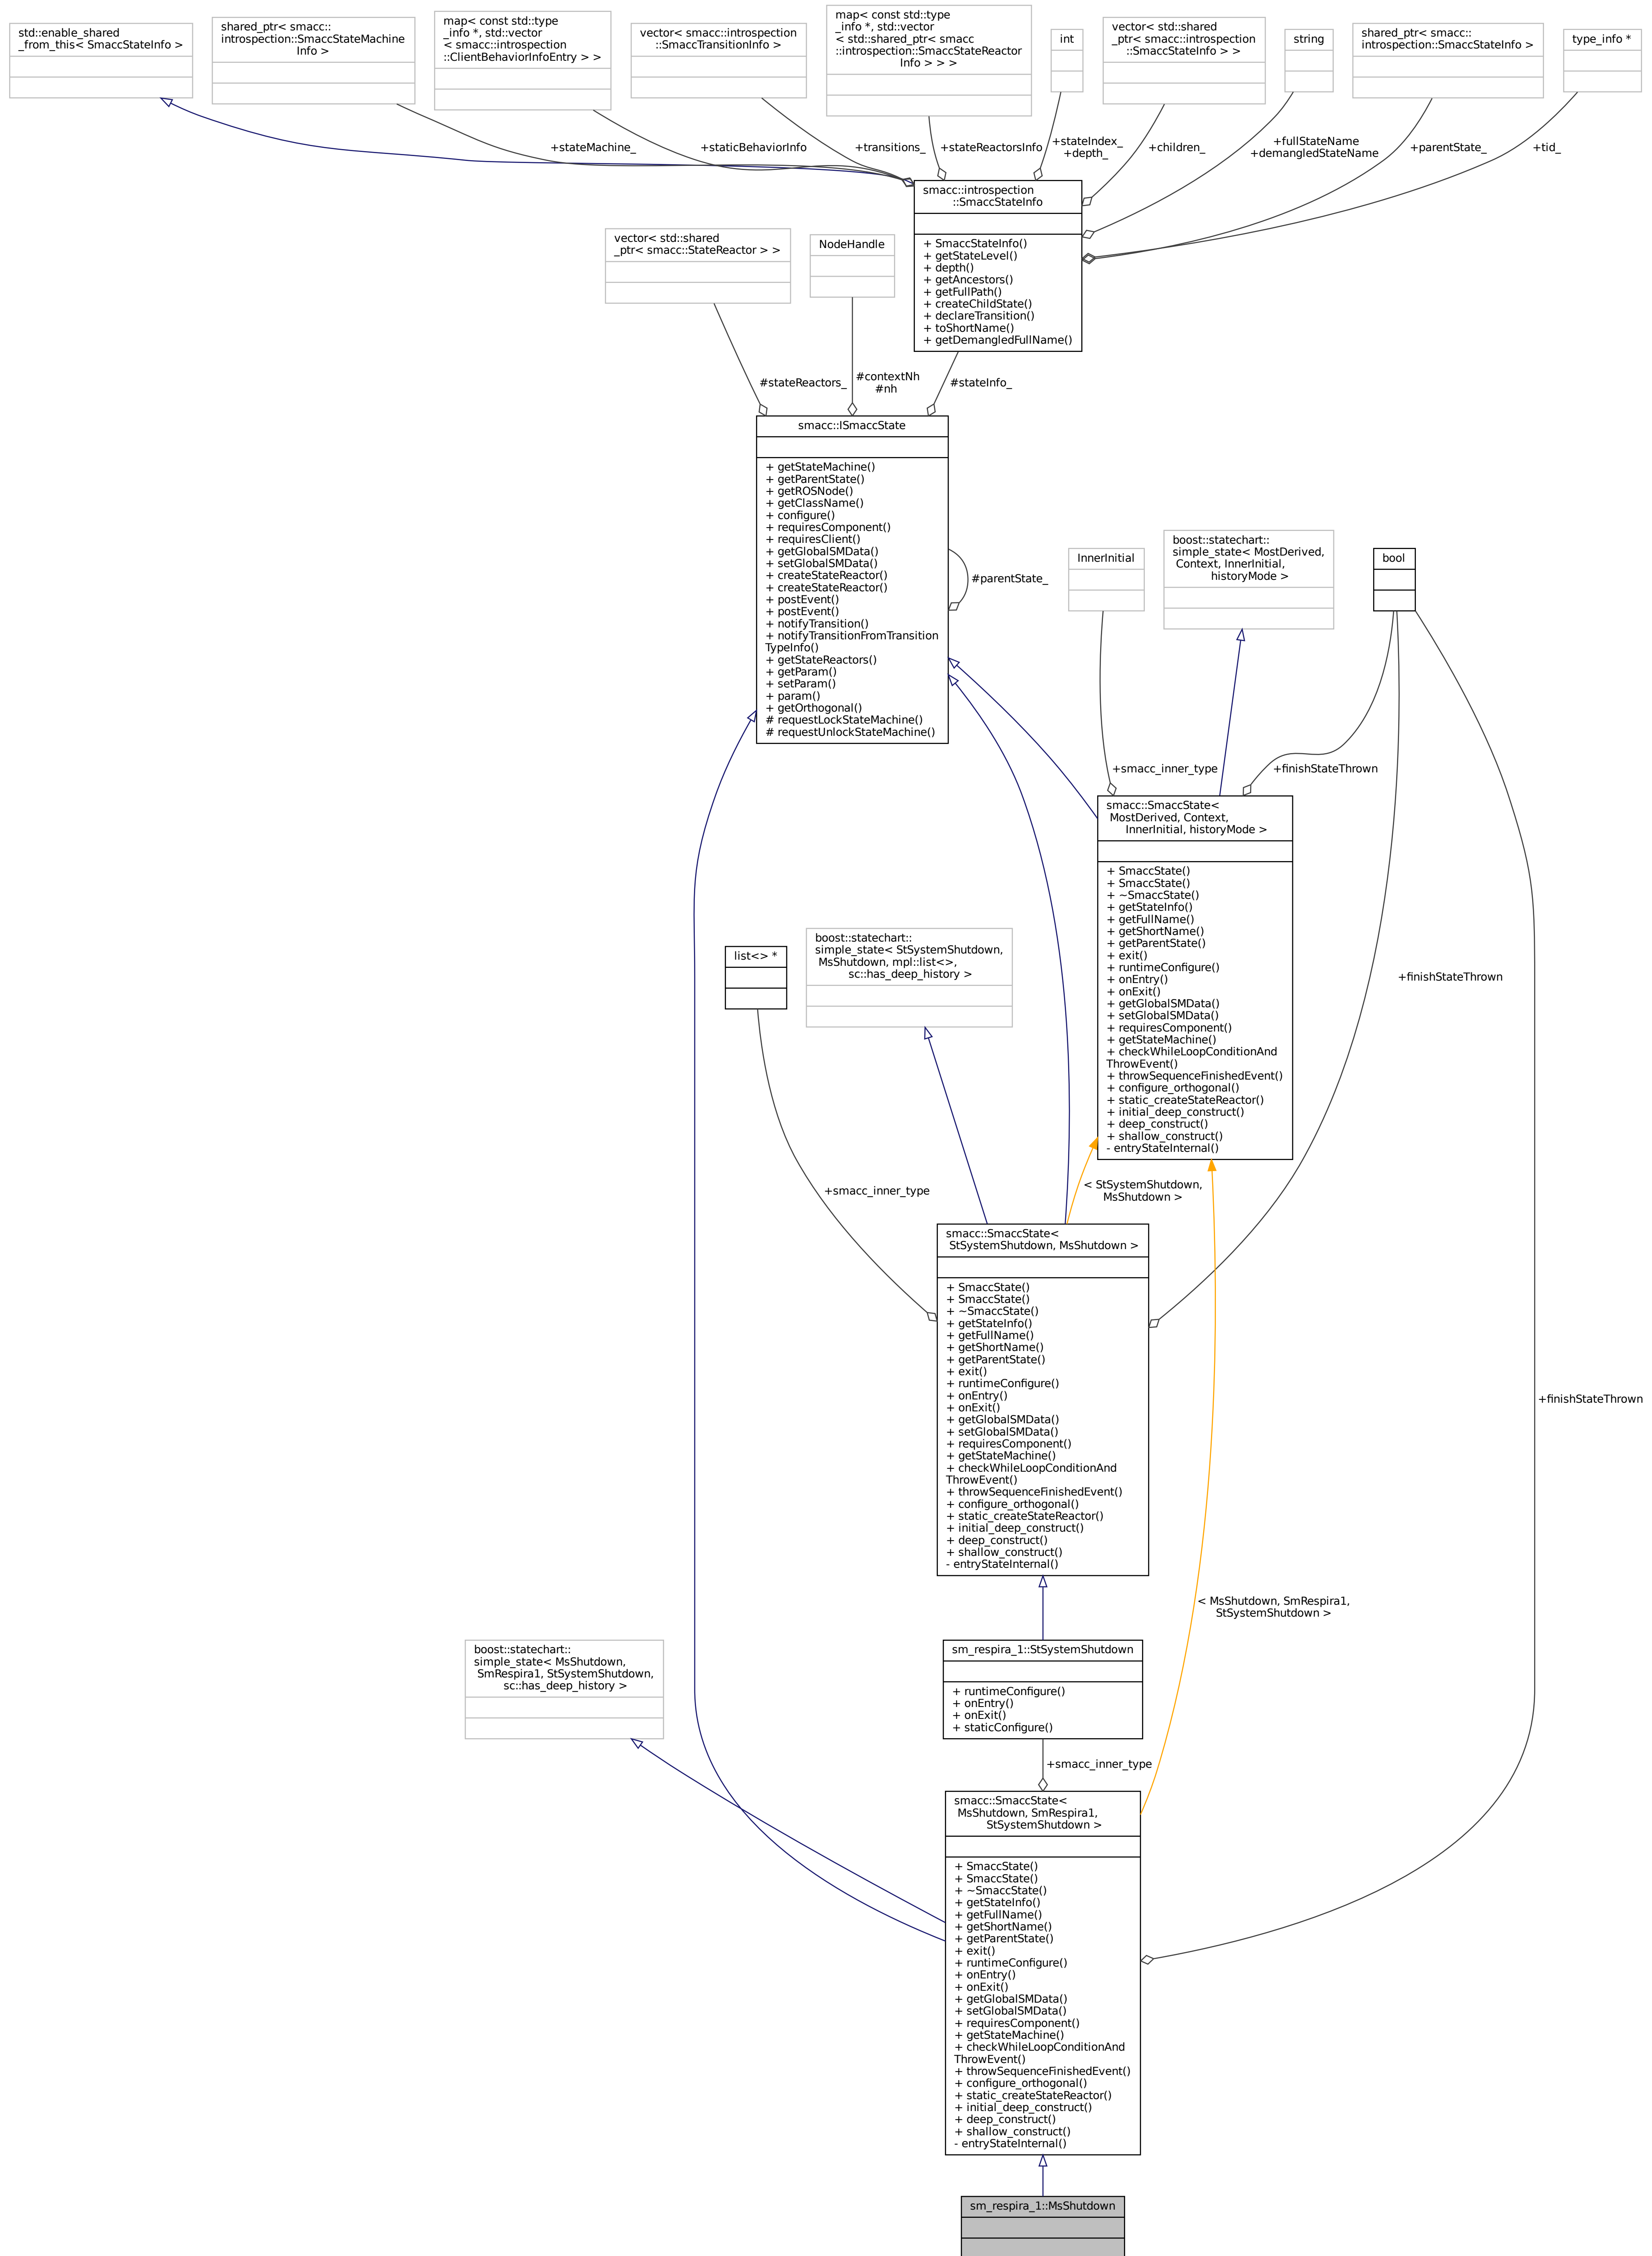 std::enable_shared
_from_this< SmaccStateInfo >
shared_ptr< smacc::
introspection::SmaccStateMachine
Info >
map< const std::type
_info *, std::vector
< smacc::introspection
::ClientBehaviorInfoEntry > >
vector< smacc::introspection
::SmaccTransitionInfo >
map< const std::type
_info *, std::vector
< std::shared_ptr< smacc
::introspection::SmaccStateReactor
Info > > >
int
vector< std::shared
_ptr< smacc::introspection
::SmaccStateInfo > >
string
shared_ptr< smacc::
introspection::SmaccStateInfo >
type_info *
+stateMachine_
+staticBehaviorInfo
+transitions_
+stateReactorsInfo
+stateIndex_
+depth_
+children_
+fullStateName
+demangledStateName
+parentState_
+tid_
smacc::introspection
::SmaccStateInfo
+ SmaccStateInfo()
+ getStateLevel()
+ depth()
+ getAncestors()
+ getFullPath()
+ createChildState()
+ declareTransition()
+ toShortName()
+ getDemangledFullName()
vector< std::shared
_ptr< smacc::StateReactor > >
NodeHandle
#stateReactors_
#contextNh
#nh
#stateInfo_
smacc::ISmaccState
+ getStateMachine()
+ getParentState()
+ getROSNode()
+ getClassName()
+ configure()
+ requiresComponent()
+ requiresClient()
+ getGlobalSMData()
+ setGlobalSMData()
+ createStateReactor()
+ createStateReactor()
+ postEvent()
+ postEvent()
+ notifyTransition()
+ notifyTransitionFromTransition
TypeInfo()
+ getStateReactors()
+ getParam()
+ setParam()
+ param()
+ getOrthogonal()
# requestLockStateMachine()
# requestUnlockStateMachine()
#parentState_
InnerInitial
boost::statechart::
simple_state< MostDerived,
Context, InnerInitial,
historyMode >
bool
+smacc_inner_type
+finishStateThrown
smacc::SmaccState<
MostDerived, Context,
InnerInitial, historyMode >
+ SmaccState()
+ SmaccState()
+ ~SmaccState()
+ getStateInfo()
+ getFullName()
+ getShortName()
+ getParentState()
+ exit()
+ runtimeConfigure()
+ onEntry()
+ onExit()
+ getGlobalSMData()
+ setGlobalSMData()
+ requiresComponent()
+ getStateMachine()
+ checkWhileLoopConditionAnd
ThrowEvent()
+ throwSequenceFinishedEvent()
+ configure_orthogonal()
+ static_createStateReactor()
+ initial_deep_construct()
+ deep_construct()
+ shallow_construct()
- entryStateInternal()
list<> *
boost::statechart::
simple_state< StSystemShutdown,
MsShutdown, mpl::list<>,
sc::has_deep_history >
+finishStateThrown
+smacc_inner_type
< StSystemShutdown,
MsShutdown >
smacc::SmaccState<
StSystemShutdown, MsShutdown >
+ SmaccState()
+ SmaccState()
+ ~SmaccState()
+ getStateInfo()
+ getFullName()
+ getShortName()
+ getParentState()
+ exit()
+ runtimeConfigure()
+ onEntry()
+ onExit()
+ getGlobalSMData()
+ setGlobalSMData()
+ requiresComponent()
+ getStateMachine()
+ checkWhileLoopConditionAnd
ThrowEvent()
+ throwSequenceFinishedEvent()
+ configure_orthogonal()
+ static_createStateReactor()
+ initial_deep_construct()
+ deep_construct()
+ shallow_construct()
- entryStateInternal()
+finishStateThrown
< MsShutdown, SmRespira1,
StSystemShutdown >
boost::statechart::
simple_state< MsShutdown,
SmRespira1, StSystemShutdown,
sc::has_deep_history >
sm_respira_1::StSystemShutdown
+ runtimeConfigure()
+ onEntry()
+ onExit()
+ staticConfigure()
+smacc_inner_type
smacc::SmaccState<
MsShutdown, SmRespira1,
StSystemShutdown >
+ SmaccState()
+ SmaccState()
+ ~SmaccState()
+ getStateInfo()
+ getFullName()
+ getShortName()
+ getParentState()
+ exit()
+ runtimeConfigure()
+ onEntry()
+ onExit()
+ getGlobalSMData()
+ setGlobalSMData()
+ requiresComponent()
+ getStateMachine()
+ checkWhileLoopConditionAnd
ThrowEvent()
+ throwSequenceFinishedEvent()
+ configure_orthogonal()
+ static_createStateReactor()
+ initial_deep_construct()
+ deep_construct()
+ shallow_construct()
- entryStateInternal()
sm_respira_1::MsShutdown